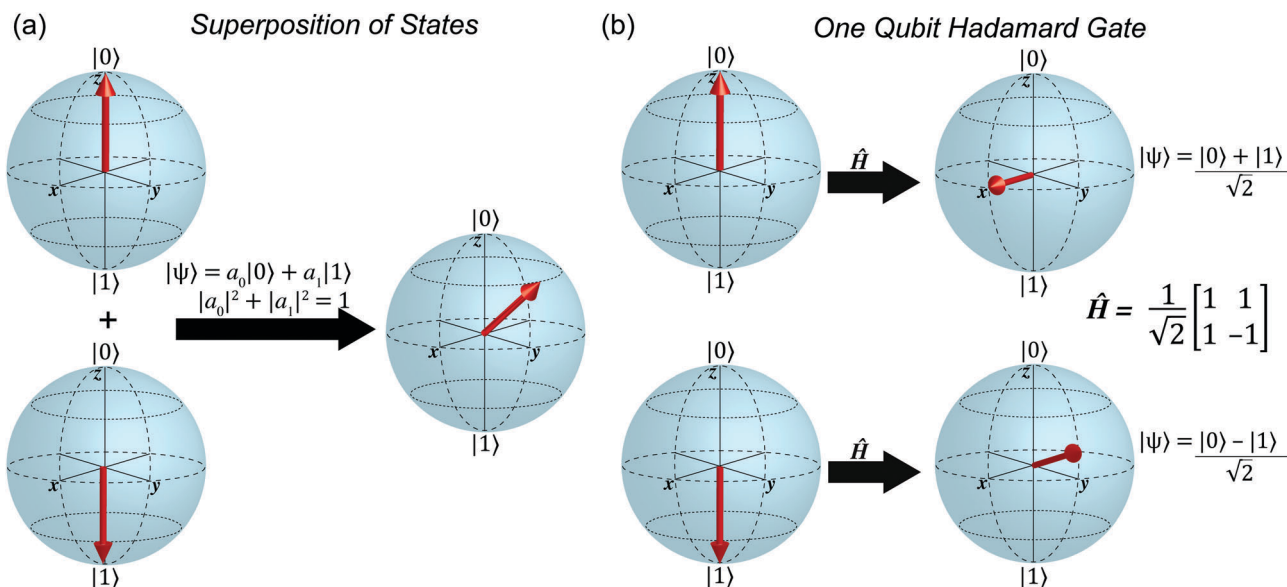 (a) Superposition of States
|0⟩
z
x y
|1⟩
+
|0⟩
z
x y
|1⟩
|ψ⟩ = a₀|0⟩ + a₁|1⟩
|a₀|² + |a₁|² = 1
|0⟩
z
x y
|1⟩
(b) One Qubit Hadamard Gate
|0⟩
z
x y
|1⟩
Ĥ
|0⟩
z
x y
|1⟩
|ψ⟩ = |0⟩ + |1⟩
√2
Ĥ = 1/√2 [1 1
1 -1]
|0⟩
z
x y
|1⟩
Ĥ
|0⟩
z
x y
|1⟩
|ψ⟩ = |0⟩ - |1⟩
√2